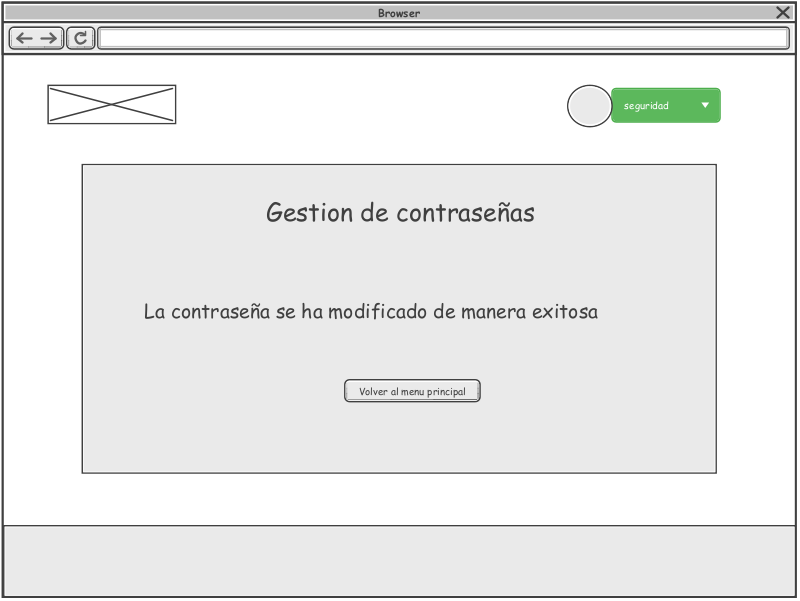 Browser
seguridad
Gestion de contraseñas
La contraseña se ha modificado de manera exitosa
Volver al menu principal